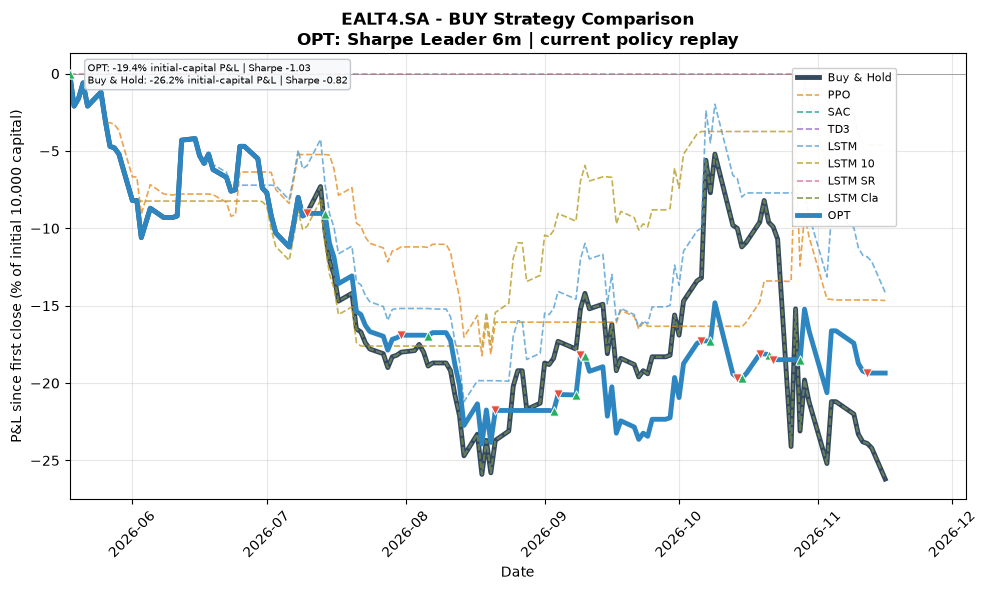 EALT4.SA - BUY Strategy Comparison
OPT: Sharpe Leader 6m | current policy replay
OPT: -19.4% initial-capital P&L | Sharpe -1.03
Buy & Hold: -26.2% initial-capital P&L | Sharpe -0.82
Buy & Hold
PPO
SAC
TD3
LSTM
LSTM 10
LSTM SR
LSTM Cla
OPT
P&L since first close (% of initial 10,000 capital)
0
−5
−10
−15
−20
−25
2026-06
2026-07
2026-08
2026-09
2026-10
2026-11
2026-12
Date